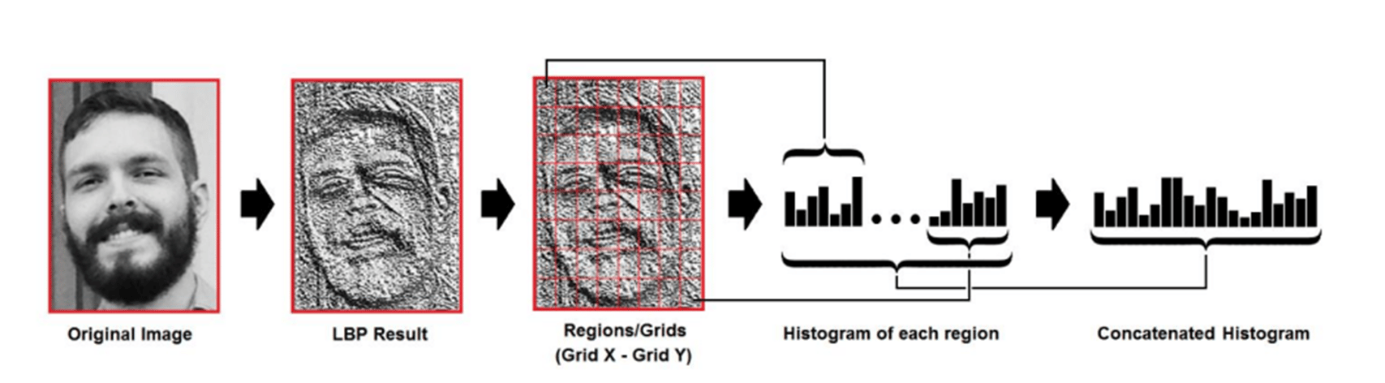 Original Image
LBP Result
Regions/Grids
(Grid X - Grid Y)
Histogram of each region
Concatenated Histogram